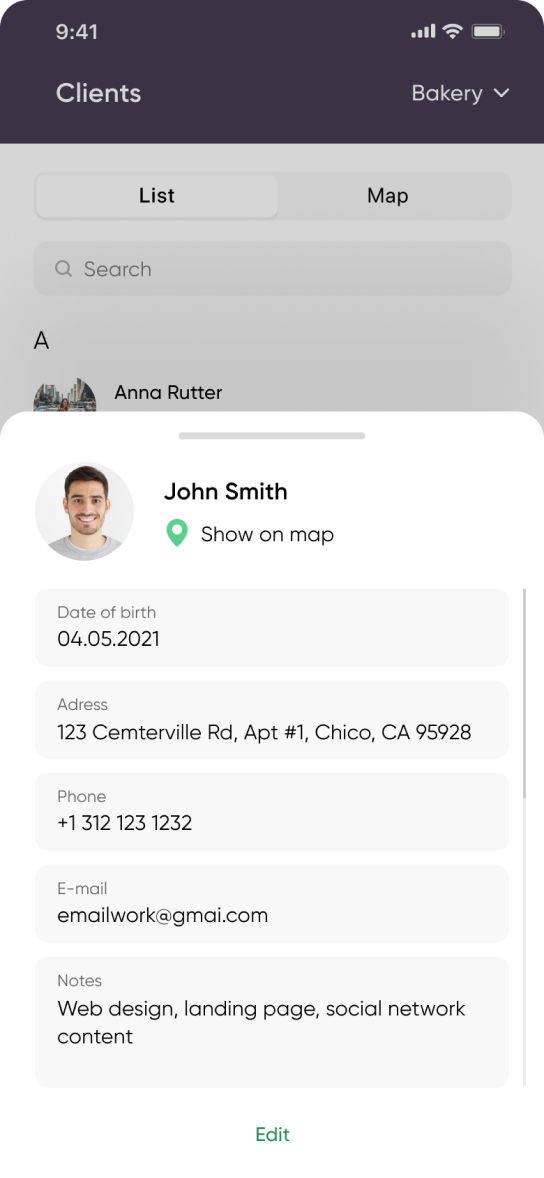 9:41
Clients
Bakery
List
Map
Search
A
Anna Rutter
John Smith
Show on map
Date of birth
04.05.2021
Adress
123 Cemterville Rd, Apt #1, Chico, CA 95928
Phone
+1 312 123 1232
E-mail
emailwork@gmai.com
Notes
Web design, landing page, social network
content
Edit